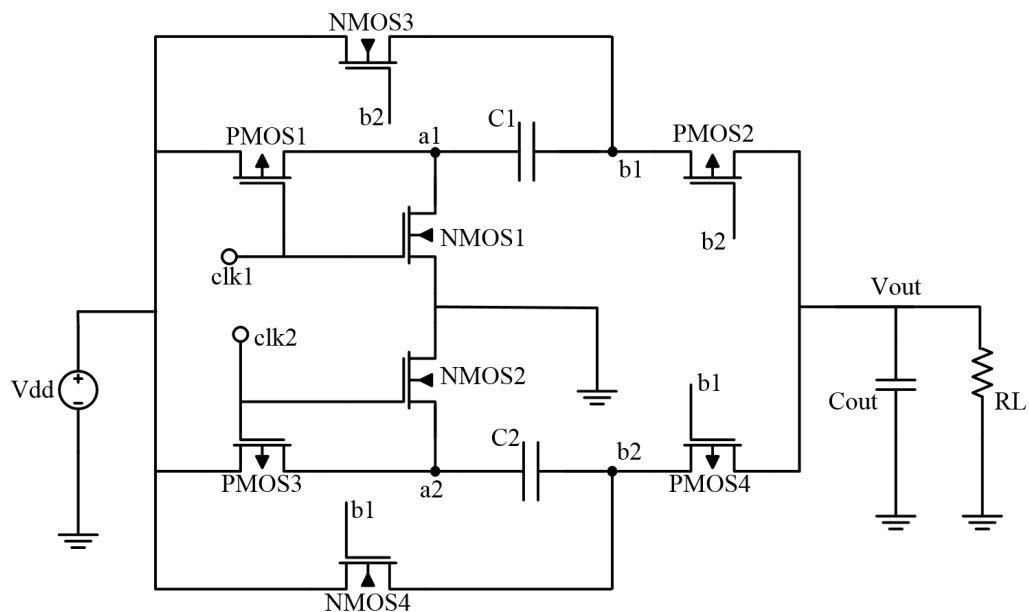 NMOS3
b2
C1
PMOS1
a1
PMOS2
b1
b2
NMOS1
clk1
Vout
clk2
NMOS2
Vdd
b1
Cout
RL
C2
b2
PMOS3
a2
PMOS4
b1
NMOS4